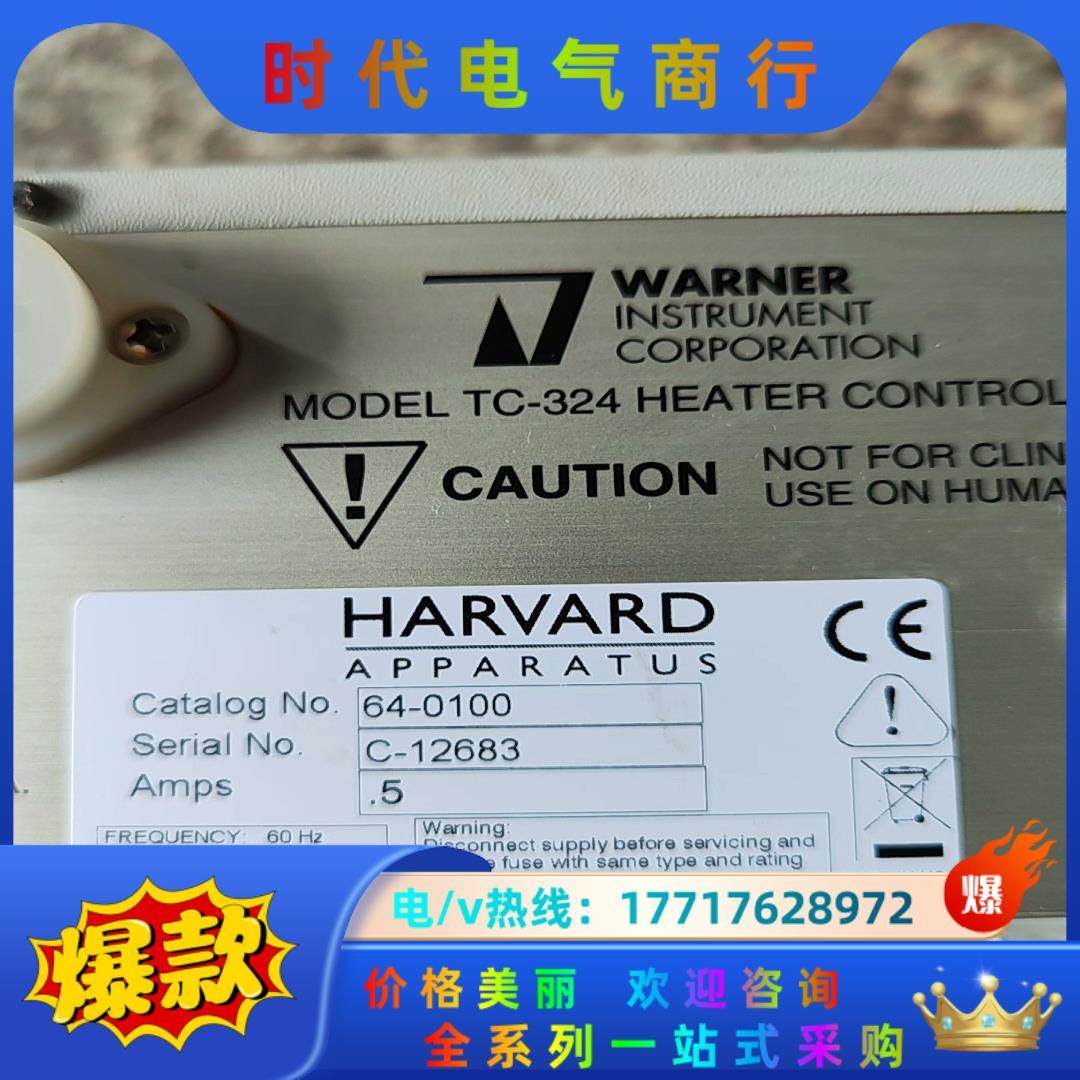 时代电气商行
WARNER
INSTRUMENT
CORPORATION
MODEL TC-324 HEATER CONTROL
! CAUTION
NOT FOR CLIN
USE ON HUMA
HARVARD
APPARATUS
CE
Catalog No. 64-0100
Serial No. C-12683
Amps .5
!
FREQUENCY: 60 Hz
Warning:
Disconnect supply before servicing and
fuse with same type and rating
爆款
电/v热线：17717628972
爆
价格美丽 欢迎咨询
全系列一站式采购